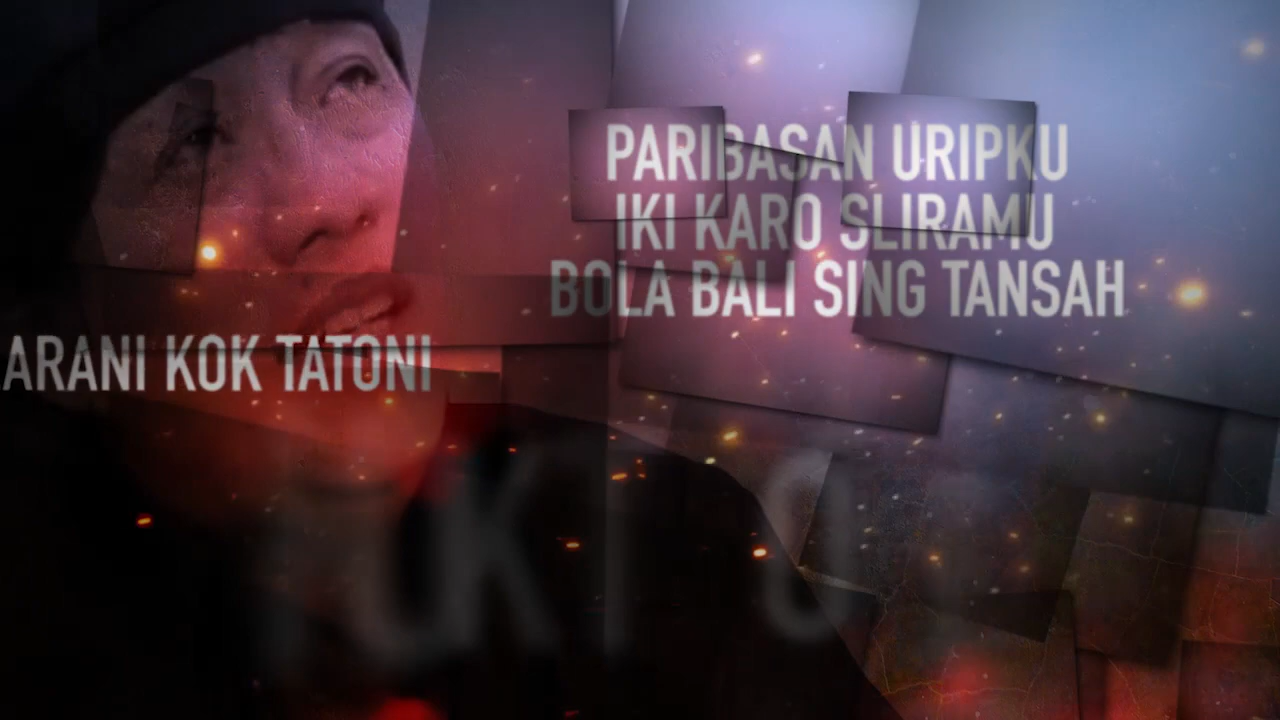 PARIBASAN URIPKU
IKI KARO SLIRAMU
BOLA BALI SING TANSAH
ARANI KOK TATONI